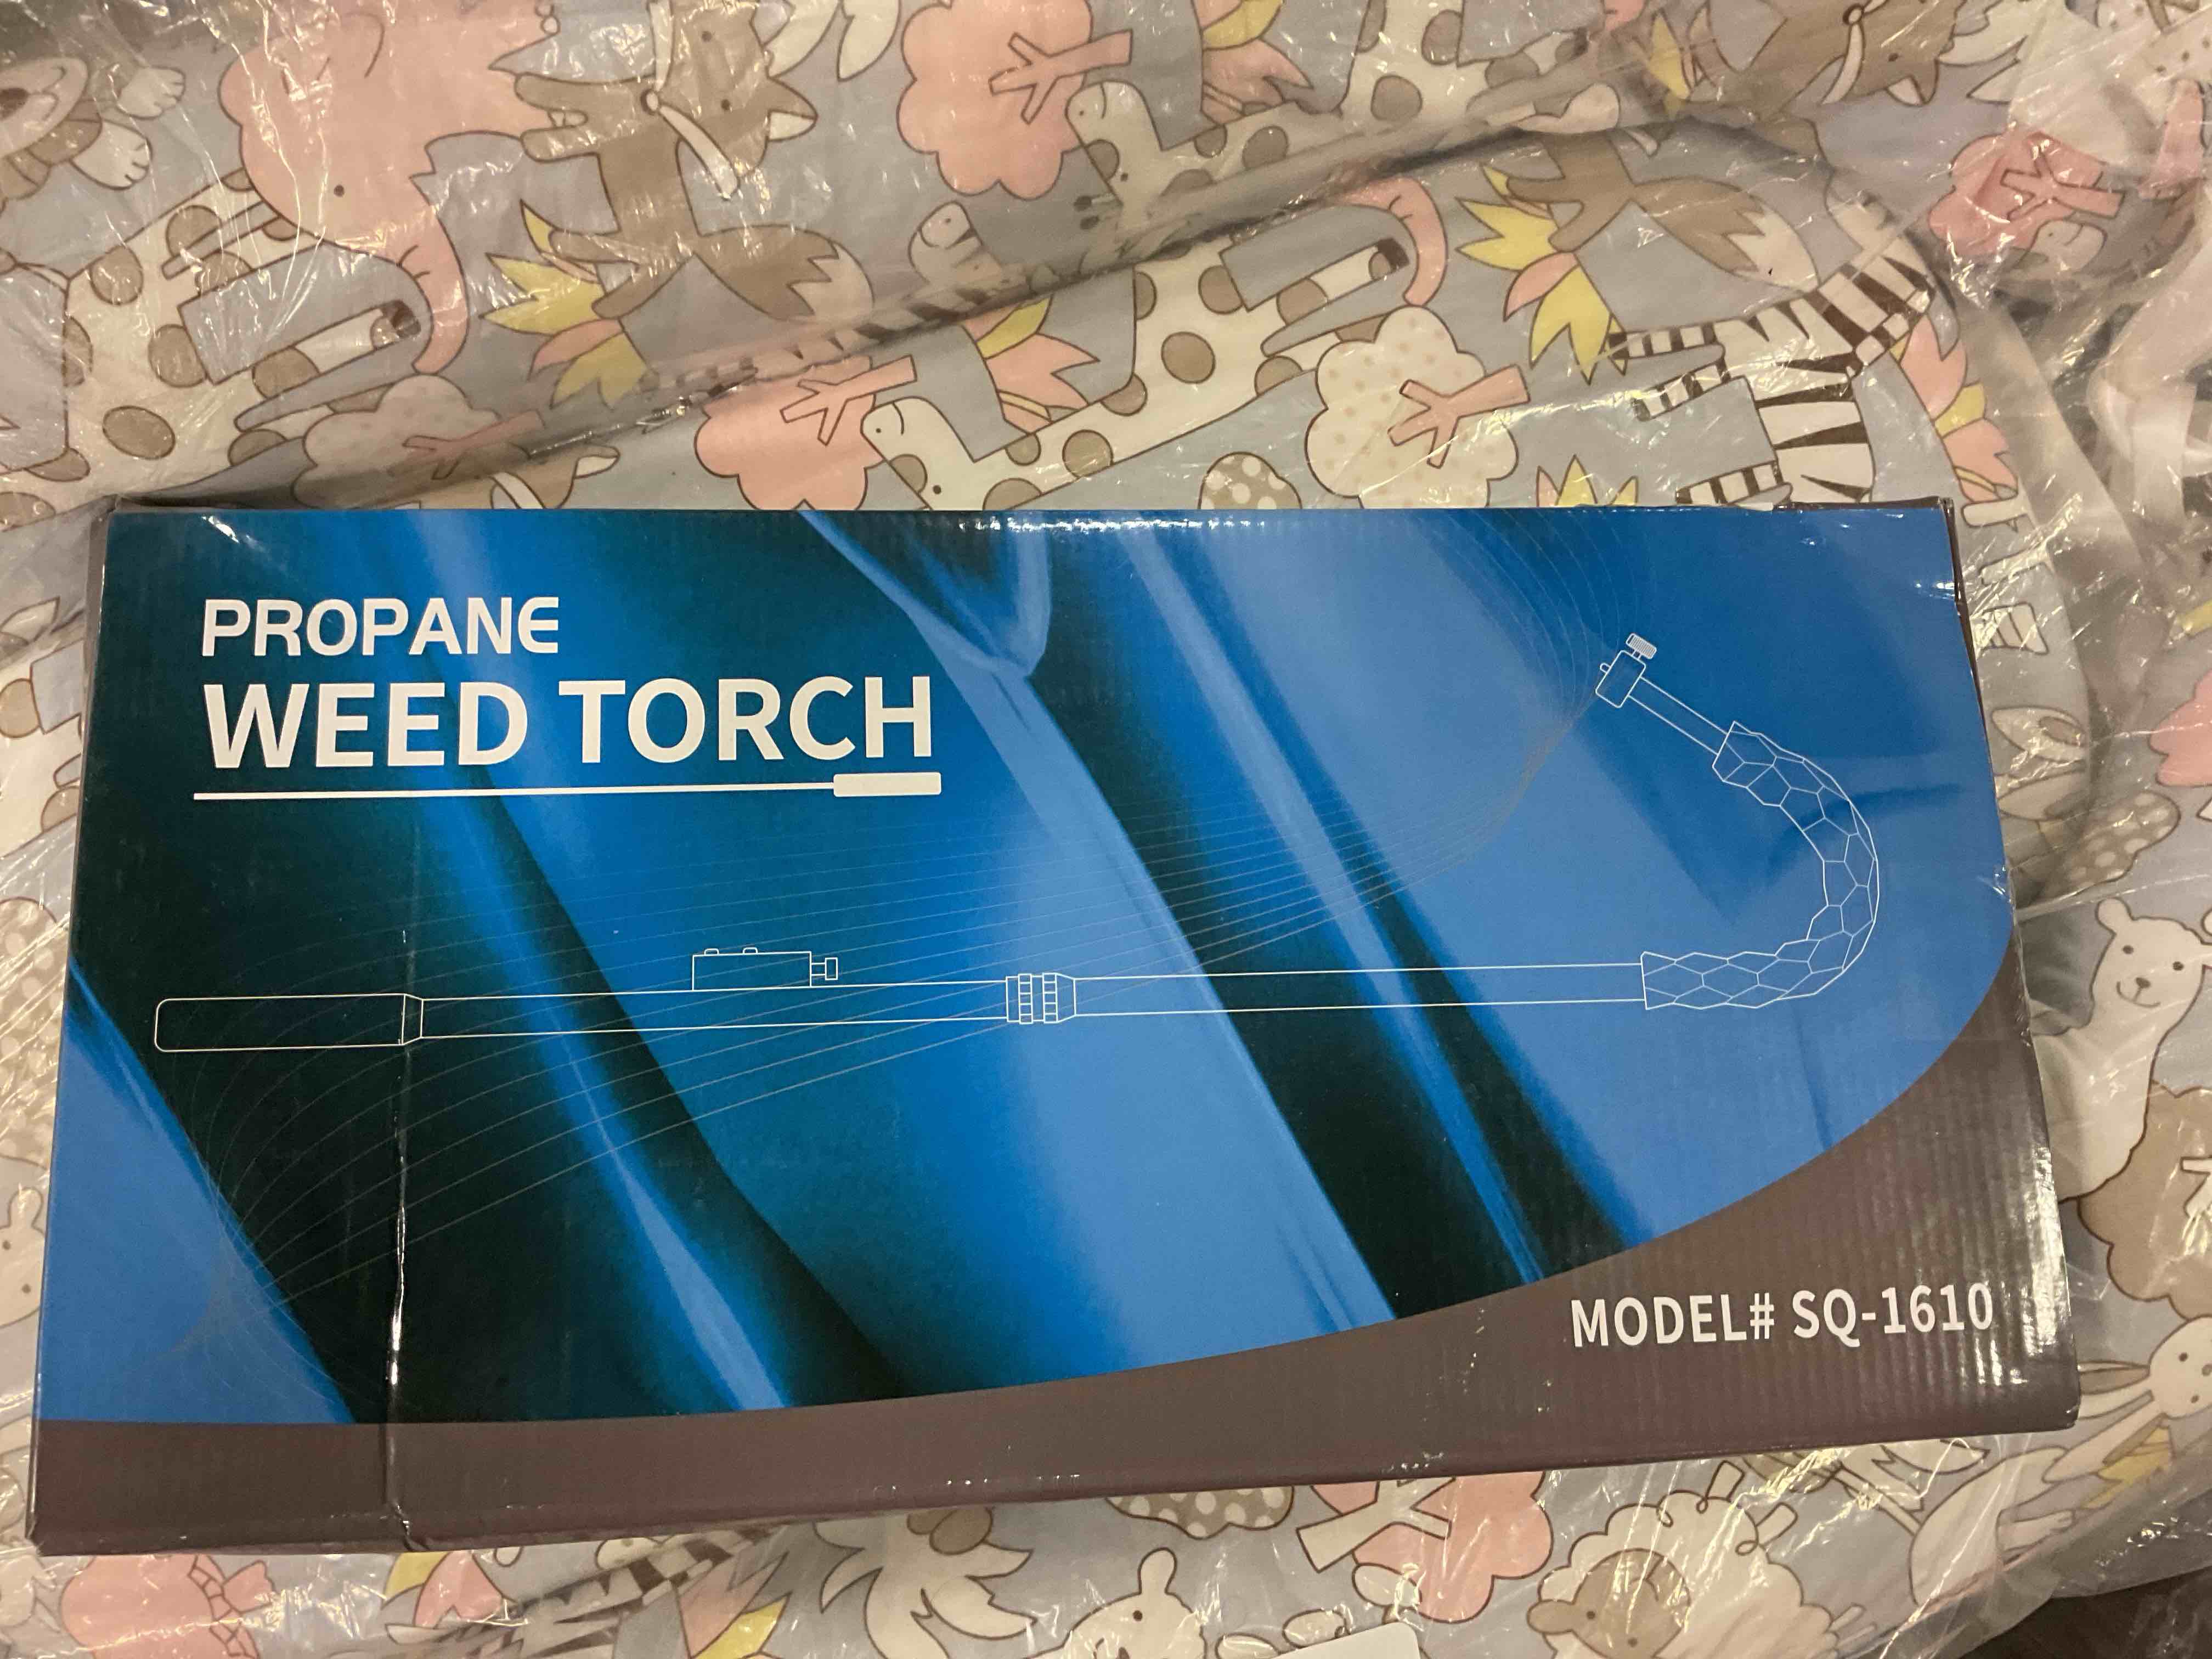 PROPANE
WEED TORCH
MODEL# SQ-1610